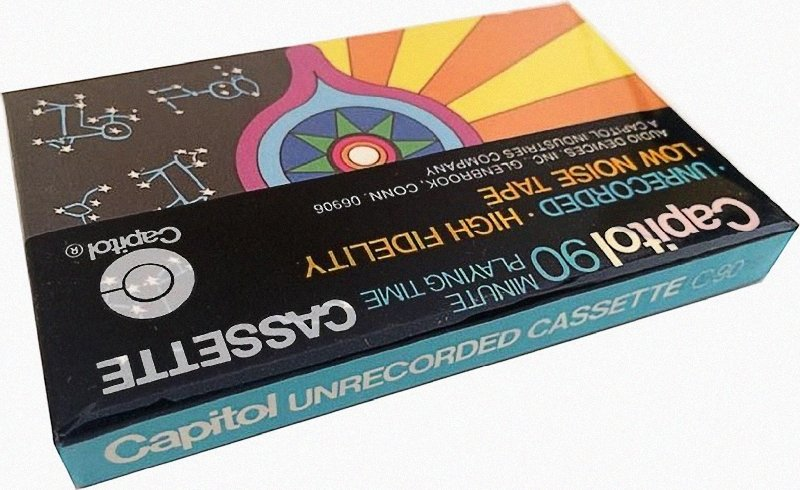 Capitol 90 MINUTE
PLAYING TIME
CASSETTE
• UNRECORDED • HIGH FIDELITY
• LOW NOISE TAPE
AUDIO DEVICES, INC., GLENBROOK, CONN. 06906
A CAPITOL INDUSTRIES COMPANY
Capitol®
Capitol UNRECORDED CASSETTE C-90